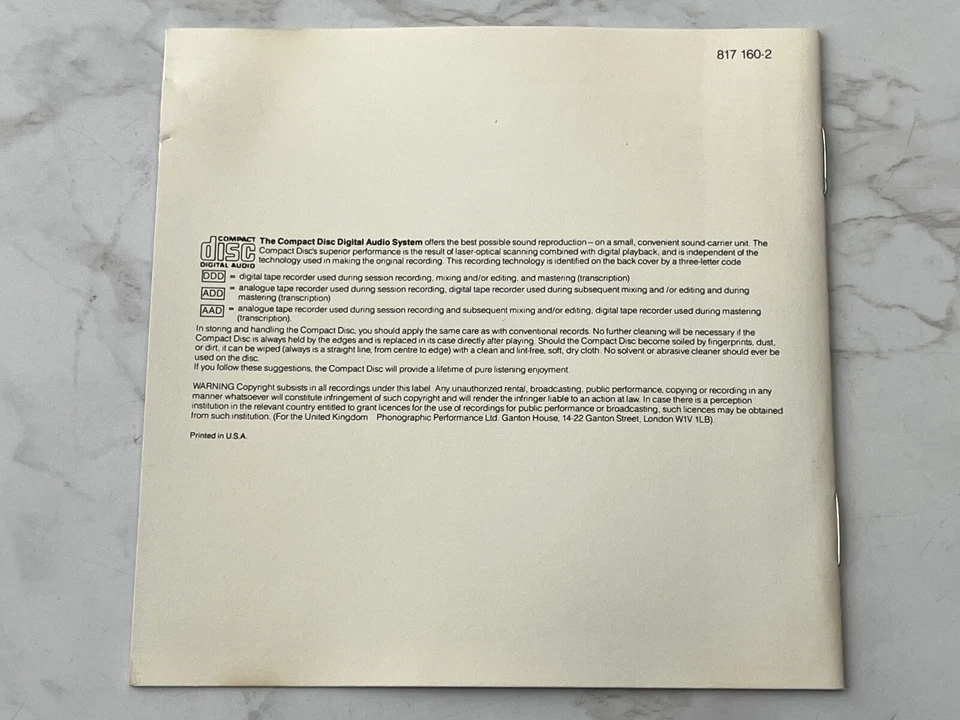 817 160-2
COMPACT
disc
DIGITAL AUDIO
The Compact Disc Digital Audio System offers the best possible sound reproduction – on a small, convenient sound-carrier unit. The
Compact Disc's superior performance is the result of laser-optical scanning combined with digital playback, and is independent of the
technology used in making the original recording. This recording technology is identified on the back cover by a three-letter code
DDD = digital tape recorder used during session recording, mixing and/or editing, and mastering (transcription)
ADD = analogue tape recorder used during session recording, digital tape recorder used during subsequent mixing and /or editing and during
mastering (transcription)
AAD = analogue tape recorder used during session recording and subsequent mixing and/or editing, digital tape recorder used during mastering
(transcription).
In storing and handling the Compact Disc, you should apply the same care as with conventional records. No further cleaning will be necessary if the
Compact Disc is always held by the edges and is replaced in its case directly after playing. Should the Compact Disc become soiled by fingerprints, dust,
or dirt, it can be wiped (always is a straight line, from centre to edge) with a clean and lint-free, soft, dry cloth. No solvent or abrasive cleaner should ever be
used on the disc.
If you follow these suggestions, the Compact Disc will provide a lifetime of pure listening enjoyment.
WARNING Copyright subsists in all recordings under this label. Any unauthorized rental, broadcasting, public performance, copying or recording in any
manner whatsoever will constitute infringement of such copyright and will render the infringer liable to an action at law. In case there is a perception
institution in the relevant country entitled to grant licences for the use of recordings for public performance or broadcasting, such licences may be obtained
from such institution. (For the United Kingdom Phonographic Performance Ltd. Ganton House, 14-22 Ganton Street, London W1V 1LB).
Printed in U.S.A.